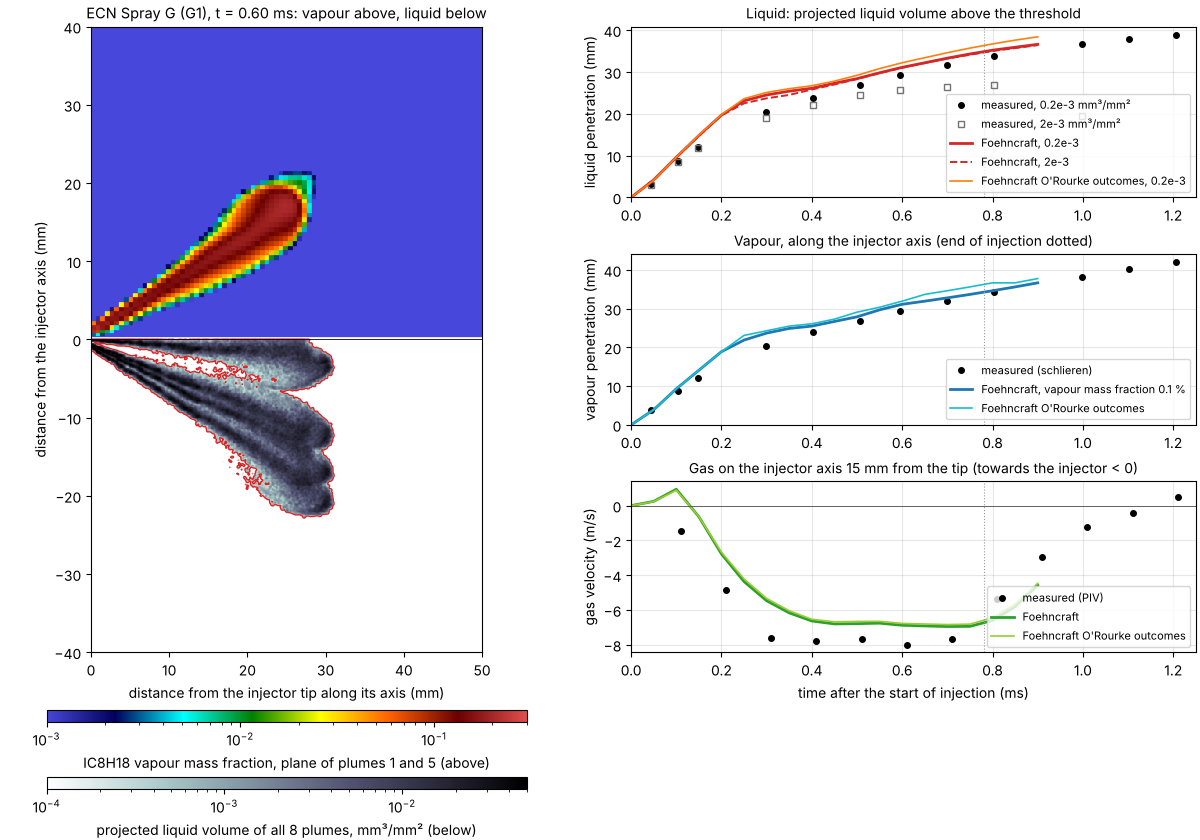 ECN Spray G (G1), t = 0.60 ms: vapour above, liquid below
40
30
20
10
0
−10
−20
−30
−40
distance from the injector axis (mm)
0 10 20 30 40 50
distance from the injector tip along its axis (mm)
10⁻³ 10⁻² 10⁻¹
IC8H18 vapour mass fraction, plane of plumes 1 and 5 (above)
10⁻⁴ 10⁻³ 10⁻²
projected liquid volume of all 8 plumes, mm³/mm² (below)
Liquid: projected liquid volume above the threshold
40
30
20
10
0
liquid penetration (mm)
measured, 0.2e-3 mm³/mm²
measured, 2e-3 mm³/mm²
Foehncraft, 0.2e-3
Foehncraft, 2e-3
Foehncraft O'Rourke outcomes, 0.2e-3
0.0 0.2 0.4 0.6 0.8 1.0 1.2
Vapour, along the injector axis (end of injection dotted)
40
30
20
10
0
vapour penetration (mm)
measured (schlieren)
Foehncraft, vapour mass fraction 0.1 %
Foehncraft O'Rourke outcomes
0.0 0.2 0.4 0.6 0.8 1.0 1.2
Gas on the injector axis 15 mm from the tip (towards the injector < 0)
0
−2
−4
−6
−8
gas velocity (m/s)
measured (PIV)
Foehncraft
Foehncraft O'Rourke outcomes
0.0 0.2 0.4 0.6 0.8 1.0 1.2
time after the start of injection (ms)